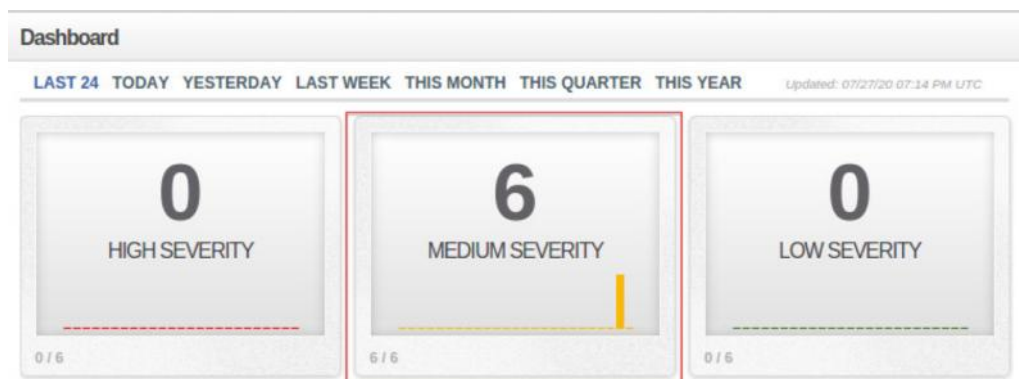 Dashboard
LAST 24 TODAY YESTERDAY LAST WEEK THIS MONTH THIS QUARTER THIS YEAR Updated: 07/27/20 07:14 PM UTC
0
HIGH SEVERITY
0 / 6
6
MEDIUM SEVERITY
6 / 6
0
LOW SEVERITY
0 / 6